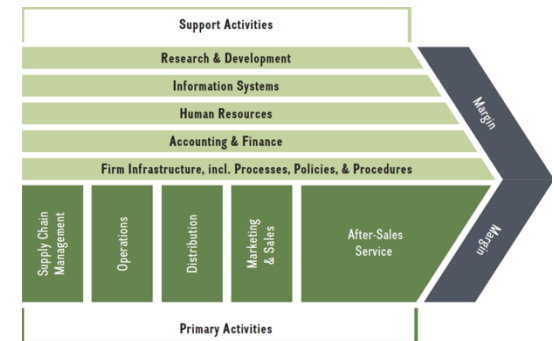 Support Activities
Research & Development
Information Systems
Human Resources
Accounting & Finance
Firm Infrastructure, incl. Processes, Policies, & Procedures
Margin
Supply Chain
Management
Operations
Distribution
Marketing
& Sales
After-Sales
Service
Margin
Primary Activities